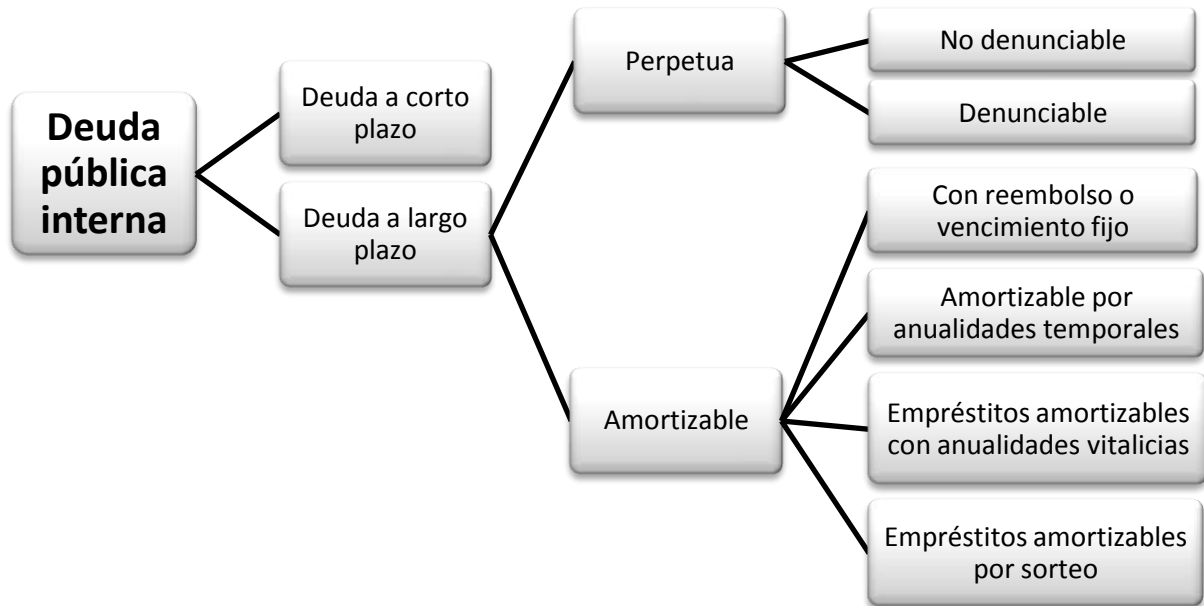 Deuda
pública
interna
Deuda a corto
plazo
Deuda a largo
plazo
Perpetua
No denunciable
Denunciable
Amortizable
Con reembolso o
vencimiento fijo
Amortizable por
anualidades temporales
Empréstitos amortizables
con anualidades vitalicias
Empréstitos amortizables
por sorteo